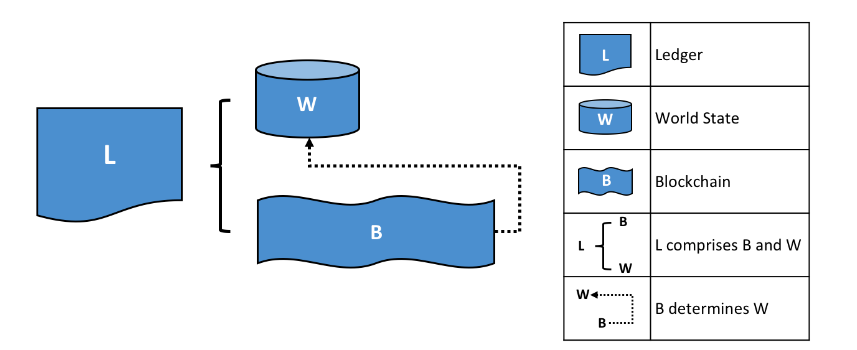 L
W
B
L
Ledger
W
World State
B
Blockchain
B
L
W
L comprises B and W
W
B
B determines W